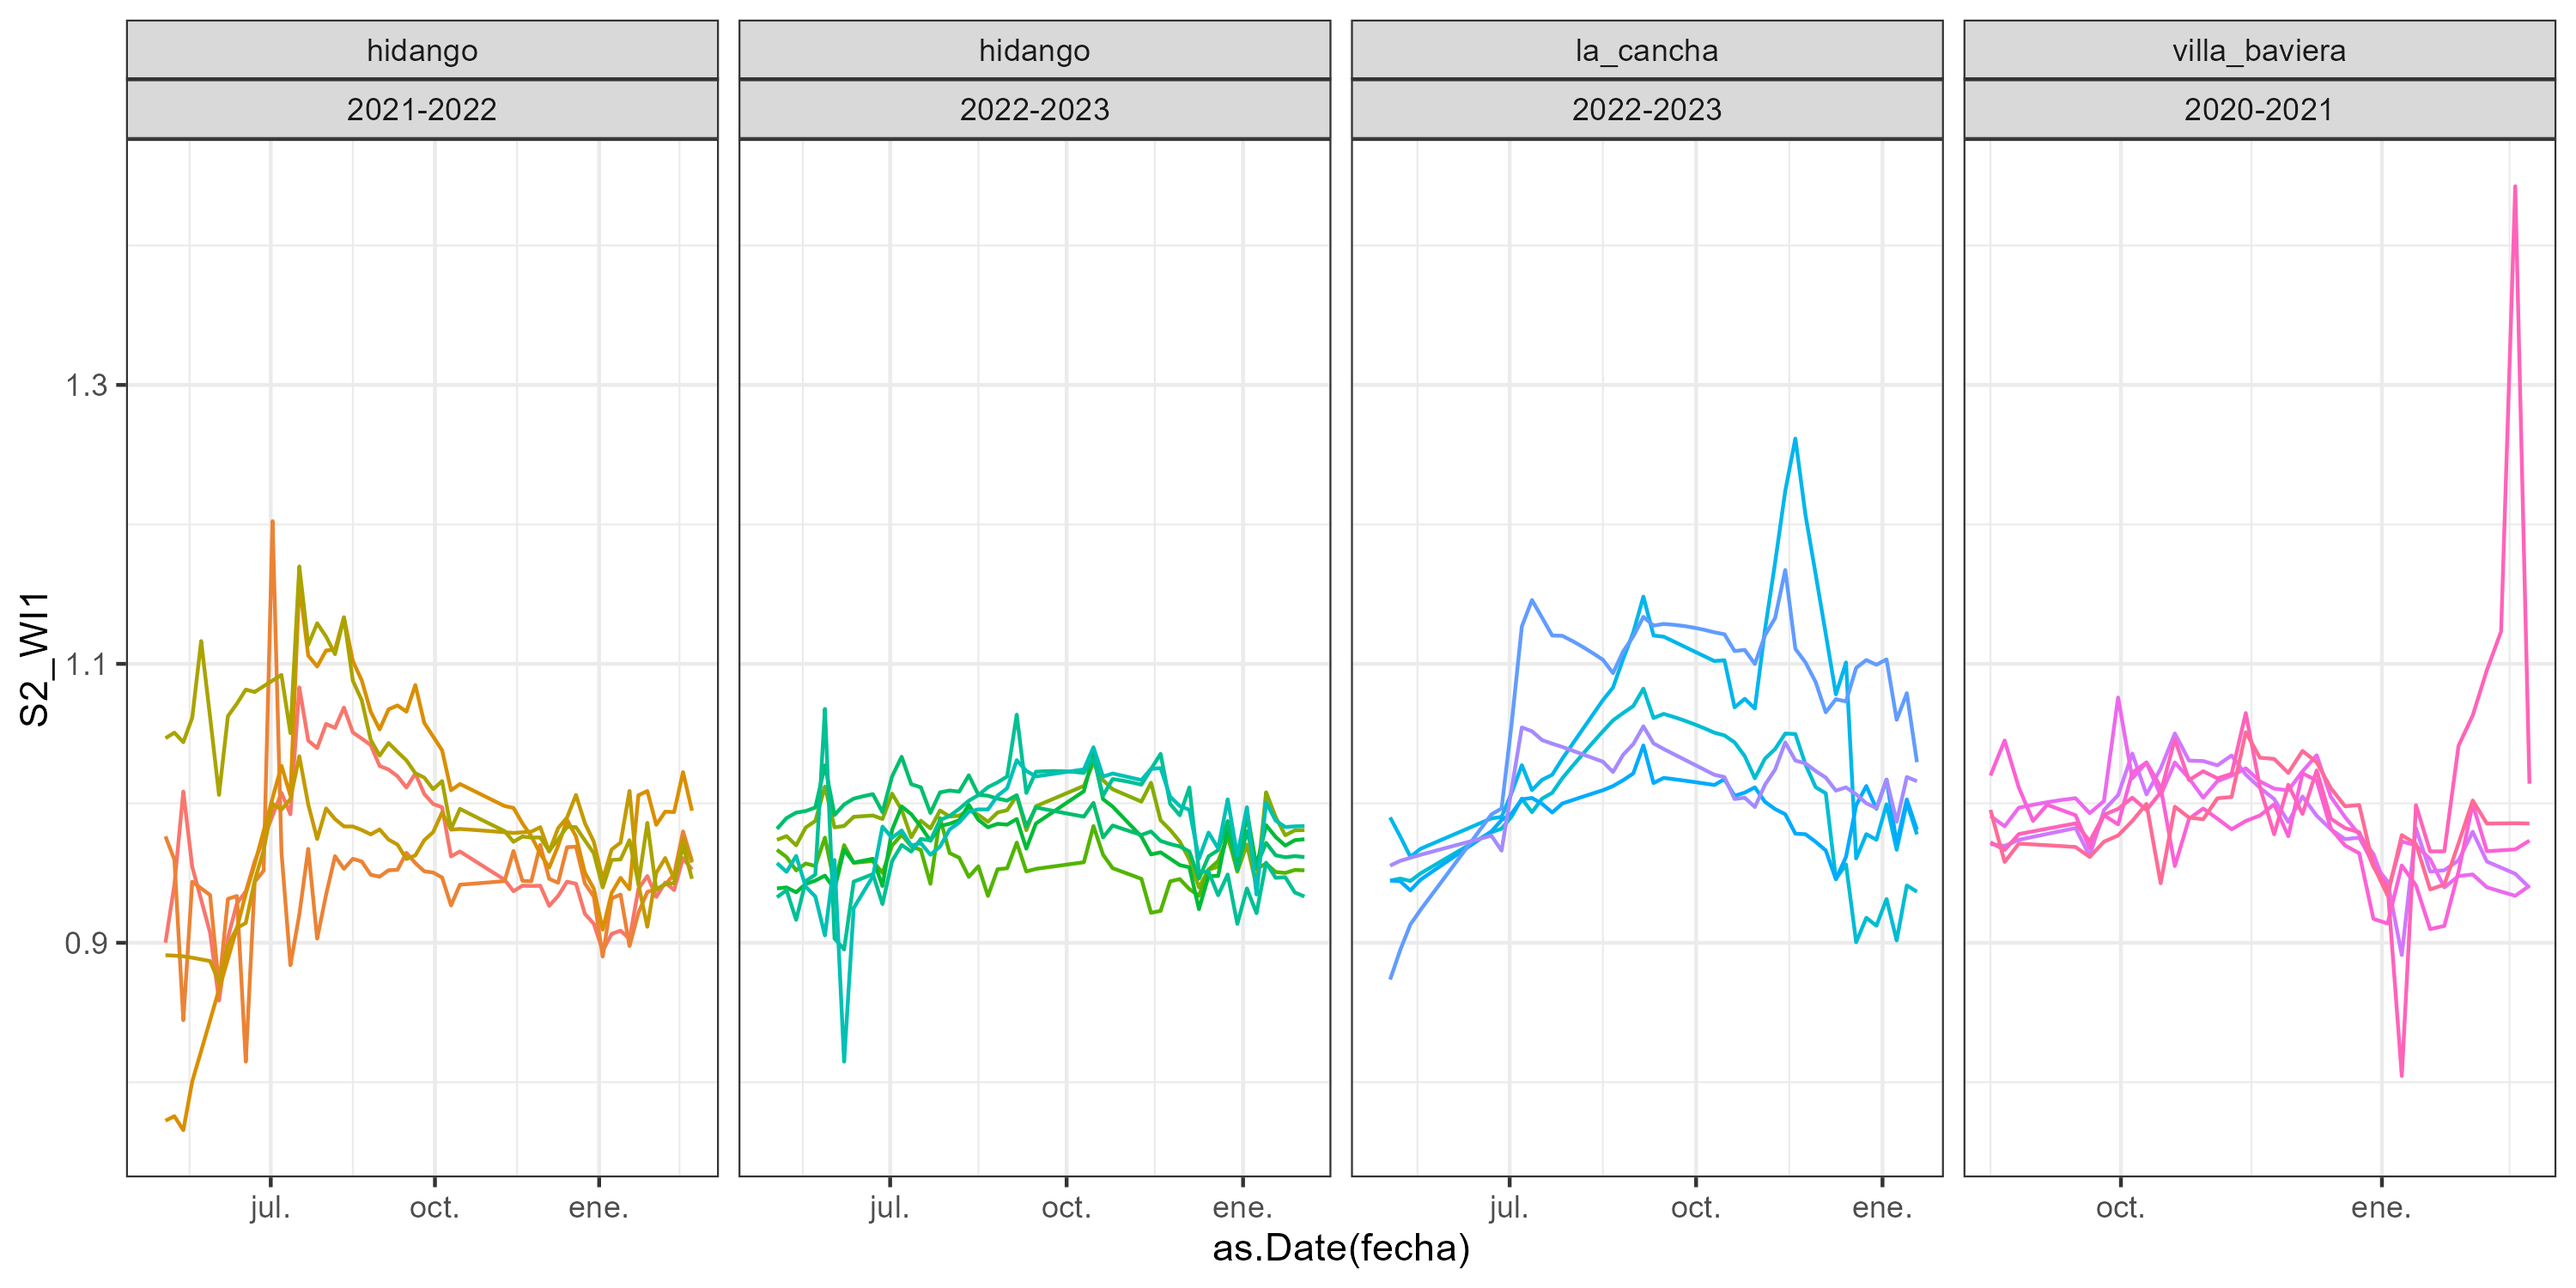 hidango hidango la_cancha villa_baviera
2021-2022 2022-2023 2022-2023 2020-2021
1.3
1.1
0.9
S2_WI1
jul. oct. ene. jul. oct. ene. jul. oct. ene. oct. ene.
as.Date(fecha)